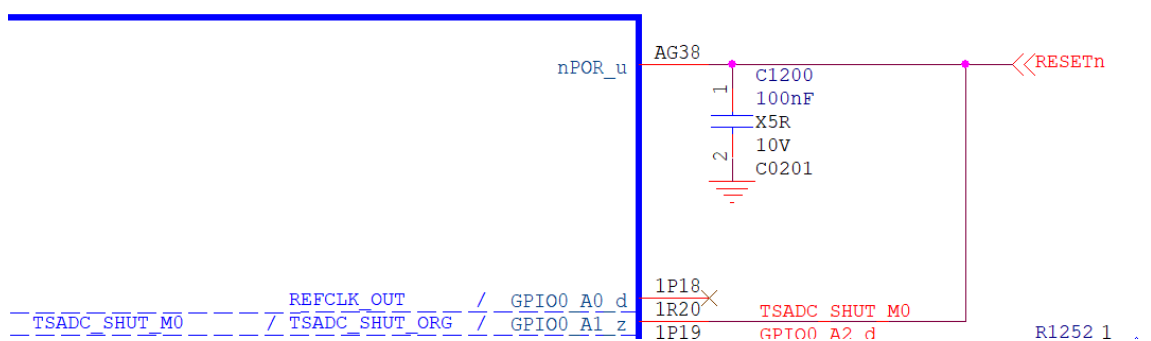 AG38
nPOR_u
RESETn
C1200
1
100nF
X5R
10V
2
C0201
1P18
REFCLK_OUT / GPIO0_A0_d
1R20
TSADC_SHUT_M0
TSADC_SHUT_M0 / TSADC_SHUT_ORG / GPIO0_A1_z
1P19
GPIO0_A2_d
R1252 1